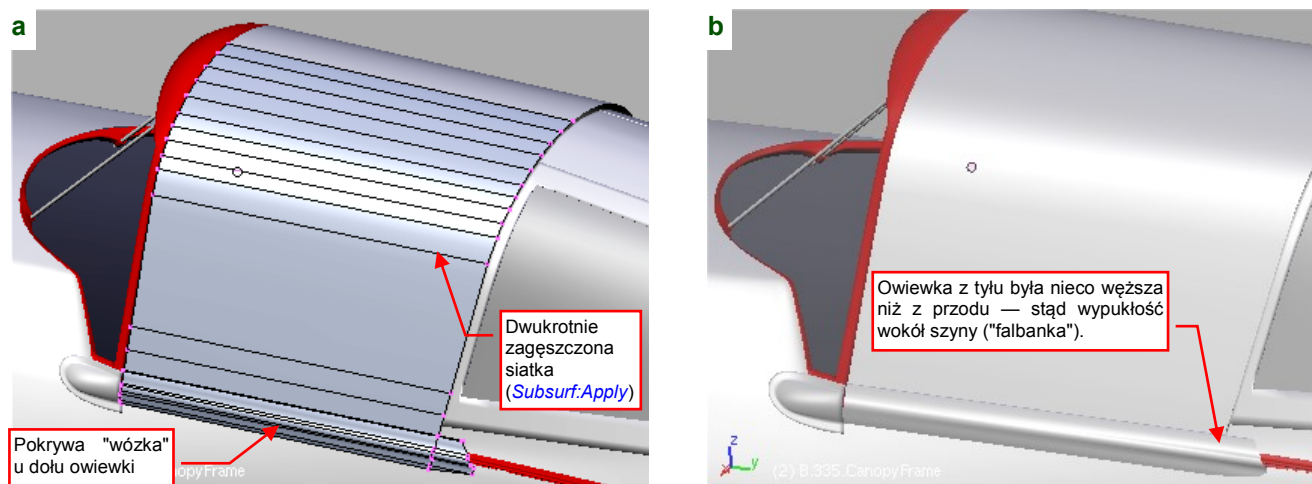 a
Dwukrotnie
zagęszczona
siatka
(Subsurf:Apply)
Pokrywa "wózka"
u dołu owiewki
anopyFrame
b
Owiewka z tyłu była nieco węższa
niż z przodu — stąd wypukłość
wokół szyny ("falbanka").
z
y
x
(2) B.335.CanopyFrame